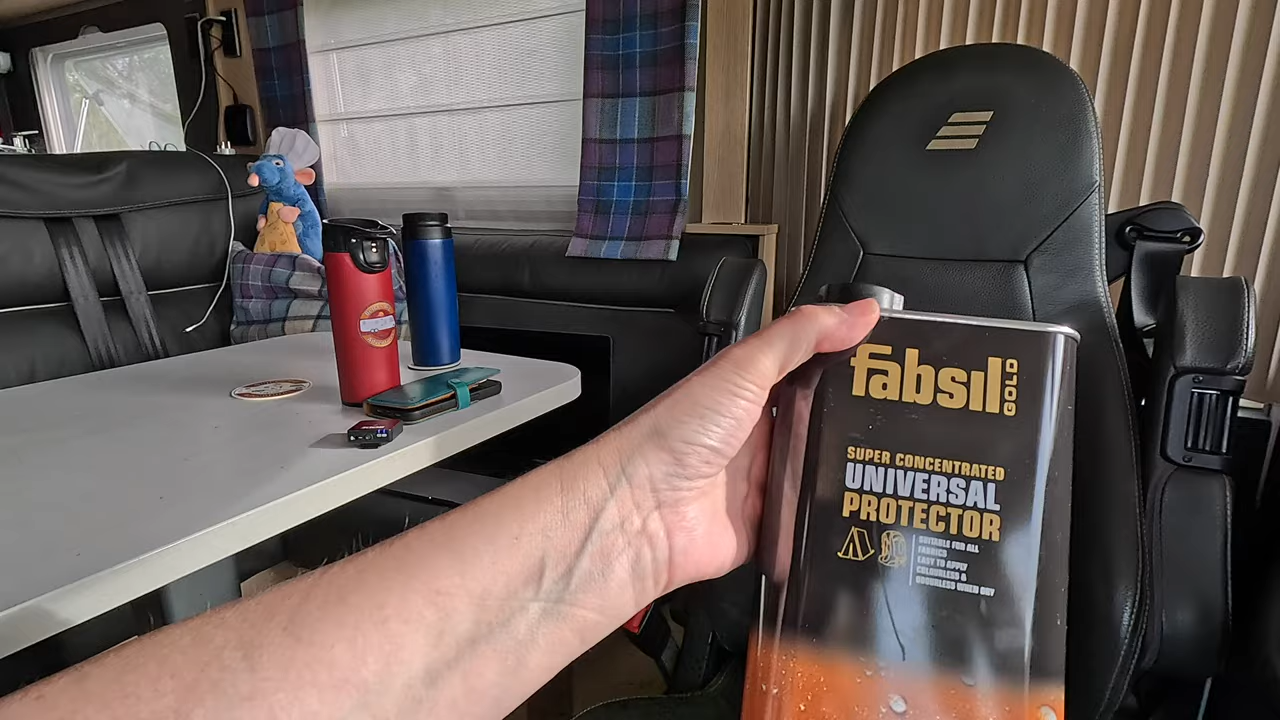 fabsil
GOLD
SUPER CONCENTRATED
UNIVERSAL
PROTECTOR
SUITABLE FOR ALL
FABRICS
EASY TO APPLY
COLOURLESS &
ODOURLESS WHEN DRY